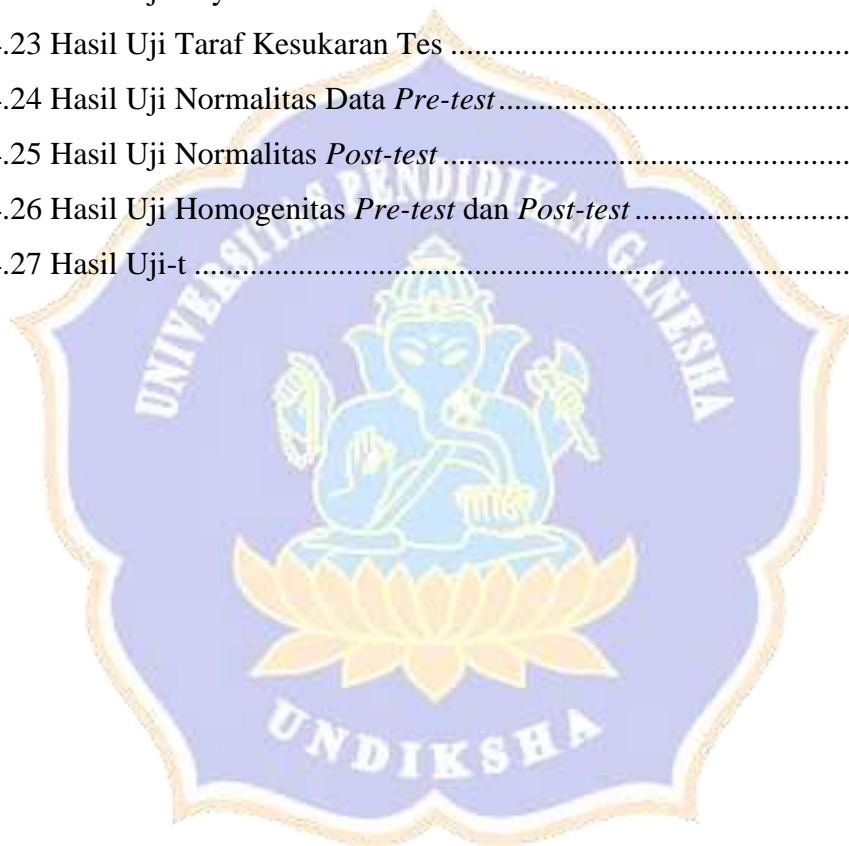 .23 Hasil Uji Taraf Kesukaran Tes ....................................................
.24 Hasil Uji Normalitas Data Pre-test ..............................................
.25 Hasil Uji Normalitas Post-test .....................................................
.26 Hasil Uji Homogenitas Pre-test dan Post-test ............................
.27 Hasil Uji-t ...................................................................................
UNIVERSITAS PENDIDIKAN GANESHA
UNDIKSHA